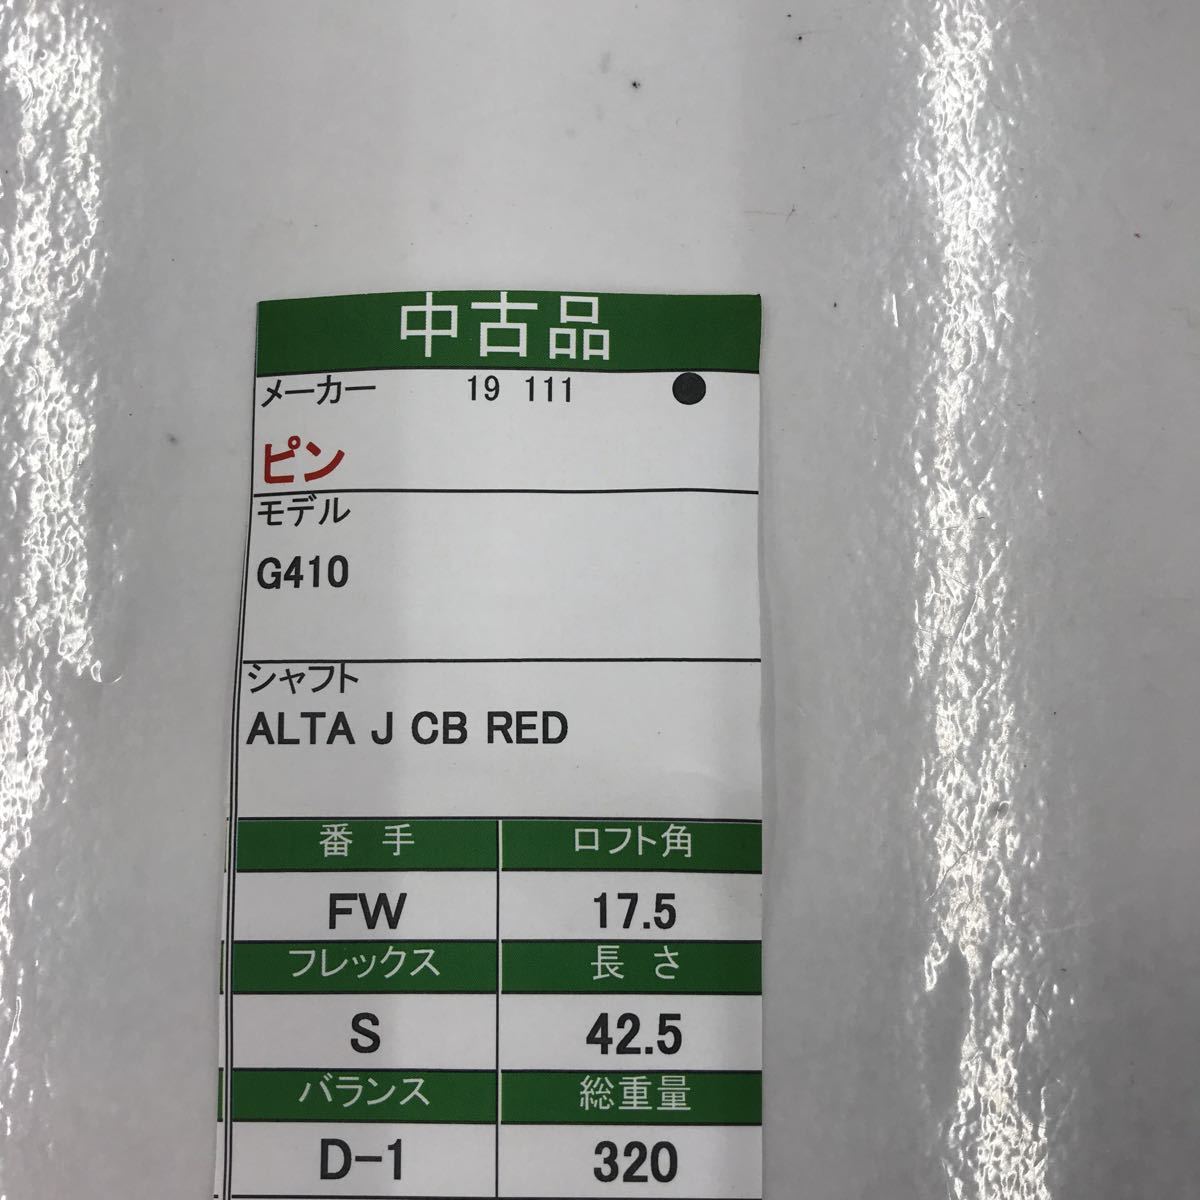 中古品
メーカー 19 111 ●
ピン
モデル
G410
シャフト
ALTA J CB RED
番 手 ロフト角
FW 17.5
フレックス 長 さ
S 42.5
バランス 総重量
D-1 320